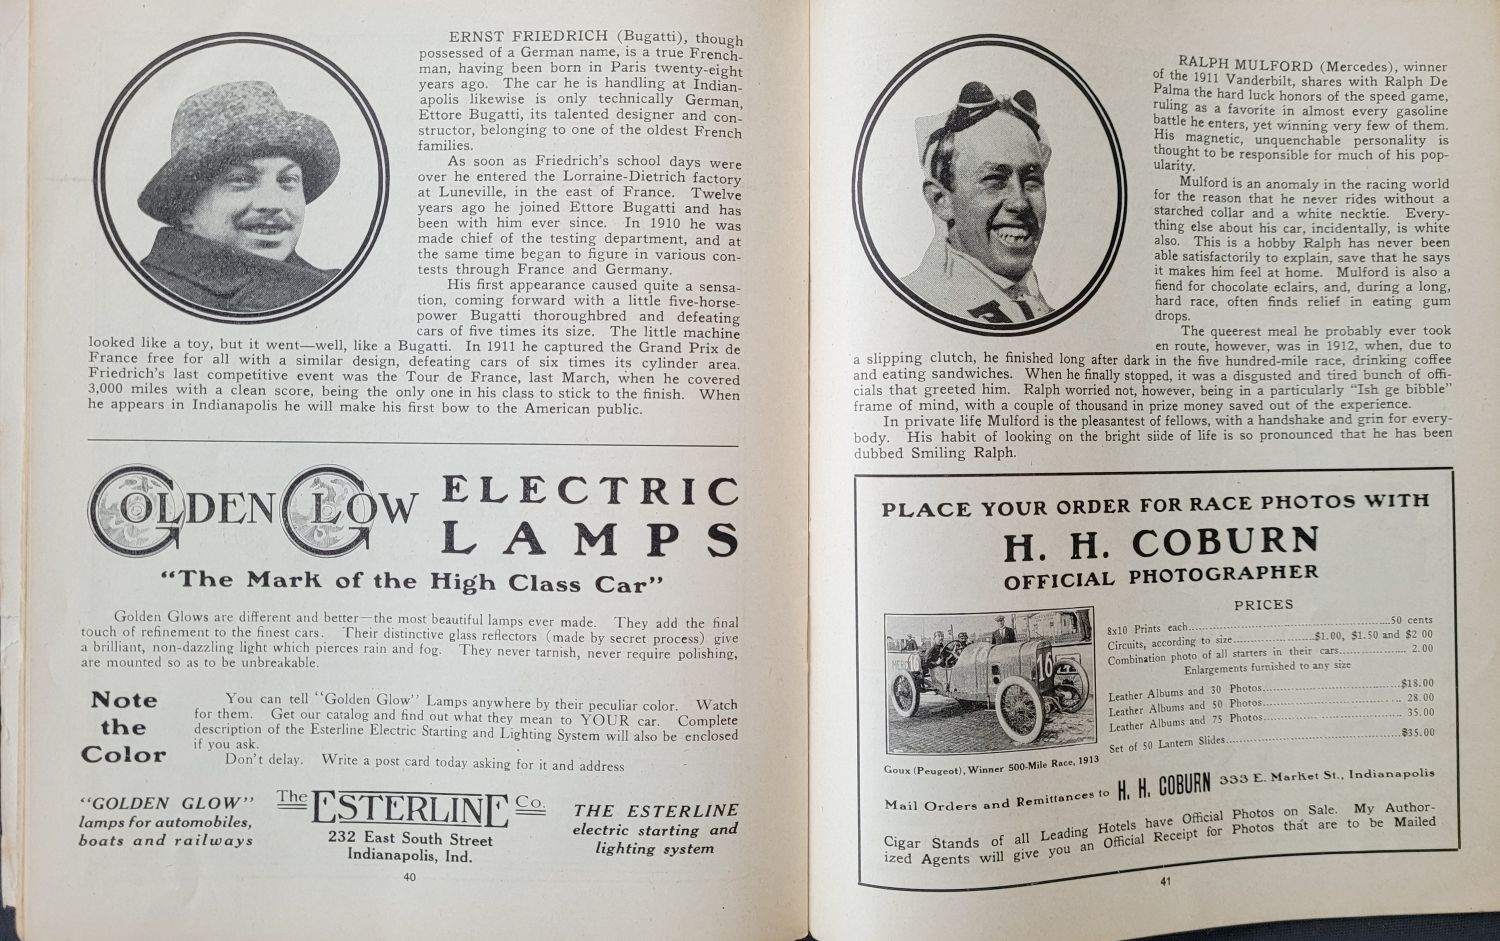 ERNST FRIEDRICH (Bugatti), though
possessed of a German name, is a true French-
man, having been born in Paris twenty-eight
years ago. The car he is handling at Indian-
apolis likewise is only technically German,
Ettore Bugatti, its talented designer and con-
structor, belonging to one of the oldest French
families.
As soon as Friedrich's school days were
over he entered the Lorraine-Dietrich factory
at Luneville, in the east of France. Twelve
years ago he joined Ettore Bugatti and has
been with him ever since. In 1910 he was
made chief of the testing department, and at
the same time began to figure in various con-
tests through France and Germany.
His first appearance caused quite a sensa-
tion, coming forward with a little five-horse-
power Bugatti thoroughbred and defeating
cars of five times its size. The little machine
looked like a toy, but it went—well, like a Bugatti. In 1911 he captured the Grand Prix de
France free for all with a similar design, defeating cars of six times its cylinder area.
Friedrich's last competitive event was the Tour de France, last March, when he covered
3,000 miles with a clean score, being the only one in his class to stick to the finish. When
he appears in Indianapolis he will make his first bow to the American public.
GOLDEN GLOW ELECTRIC
LAMPS
"The Mark of the High Class Car"
Golden Glows are different and better—the most beautiful lamps ever made. They add the final
touch of refinement to the finest cars. Their distinctive glass reflectors (made by secret process) give
a brilliant, non-dazzling light which pierces rain and fog. They never tarnish, never require polishing,
are mounted so as to be unbreakable.
Note
the
Color
You can tell "Golden Glow" Lamps anywhere by their peculiar color. Watch
for them. Get our catalog and find out what they mean to YOUR car. Complete
description of the Esterline Electric Starting and Lighting System will also be enclosed
if you ask.
Don't delay. Write a post card today asking for it and address
"GOLDEN GLOW"
lamps for automobiles,
boats and railways
The ESTERLINE Co.
232 East South Street
Indianapolis, Ind.
THE ESTERLINE
electric starting and
lighting system
40
RALPH MULFORD (Mercedes), winner
of the 1911 Vanderbilt, shares with Ralph De
Palma the hard luck honors of the speed game,
ruling as a favorite in almost every gasoline
battle he enters, yet winning very few of them.
His magnetic, unquenchable personality is
thought to be responsible for much of his pop-
ularity.
Mulford is an anomaly in the racing world
for the reason that he never rides without a
starched collar and a white necktie. Every-
thing else about his car, incidentally, is white
also. This is a hobby Ralph has never been
able satisfactorily to explain, save that he says
it makes him feel at home. Mulford is also a
fiend for chocolate eclairs, and, during a long,
hard race, often finds relief in eating gum
drops.
The queerest meal he probably ever took
en route, however, was in 1912, when, due to
a slipping clutch, he finished long after dark in the five hundred-mile race, drinking coffee
and eating sandwiches. When he finally stopped, it was a disgusted and tired bunch of offi-
cials that greeted him. Ralph worried not, however, being in a particularly "Ish ge bibble"
frame of mind, with a couple of thousand in prize money saved out of the experience.
In private life Mulford is the pleasantest of fellows, with a handshake and grin for every-
body. His habit of looking on the bright siide of life is so pronounced that he has been
dubbed Smiling Ralph.
PLACE YOUR ORDER FOR RACE PHOTOS WITH
H. H. COBURN
OFFICIAL PHOTOGRAPHER
16
Goux (Peugeot), Winner 500-Mile Race, 1913
PRICES
8x10 Prints each...50 cents
Circuits, according to size...$1.00, $1.50 and $2 00
Combination photo of all starters in their cars... 2.00
Enlargements furnished to any size
Leather Albums and 30 Photos...$18.00
Leather Albums and 50 Photos... 28 00
Leather Albums and 75 Photos... 35.00
Set of 50 Lantern Slides...$35.00
Mail Orders and Remittances to H. H. COBURN 333 E. Market St., Indianapolis
Cigar Stands of all Leading Hotels have Official Photos on Sale. My Author-
ized Agents will give you an Official Receipt for Photos that are to be Mailed
41